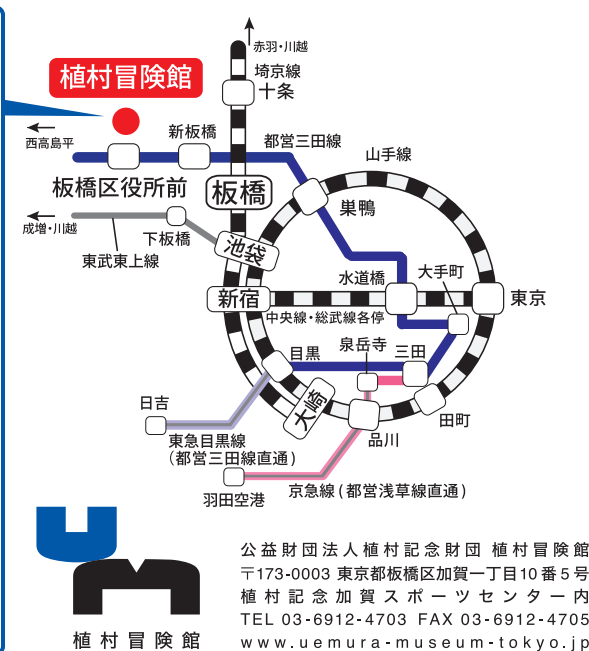 赤羽・川越
埼京線
十条
植村冒険館
西高島平
新板橋
都営三田線
山手線
板橋区役所前
板橋
巣鴨
成増・川越
下板橋
池袋
東武東上線
水道橋
大手町
新宿
東京
中央線・総武線各停
泉岳寺
目黒
三田
日吉
大崎
田町
東急目黒線
(都営三田線直通)
品川
羽田空港
京急線(都営浅草線直通)
公益財団法人植村記念財団 植村冒険館
〒173-0003 東京都板橋区加賀一丁目10番5号
植村記念加賀スポーツセンター内
TEL 03-6912-4703 FAX 03-6912-4705
www.uemura-museum-tokyo.jp
植村冒険館